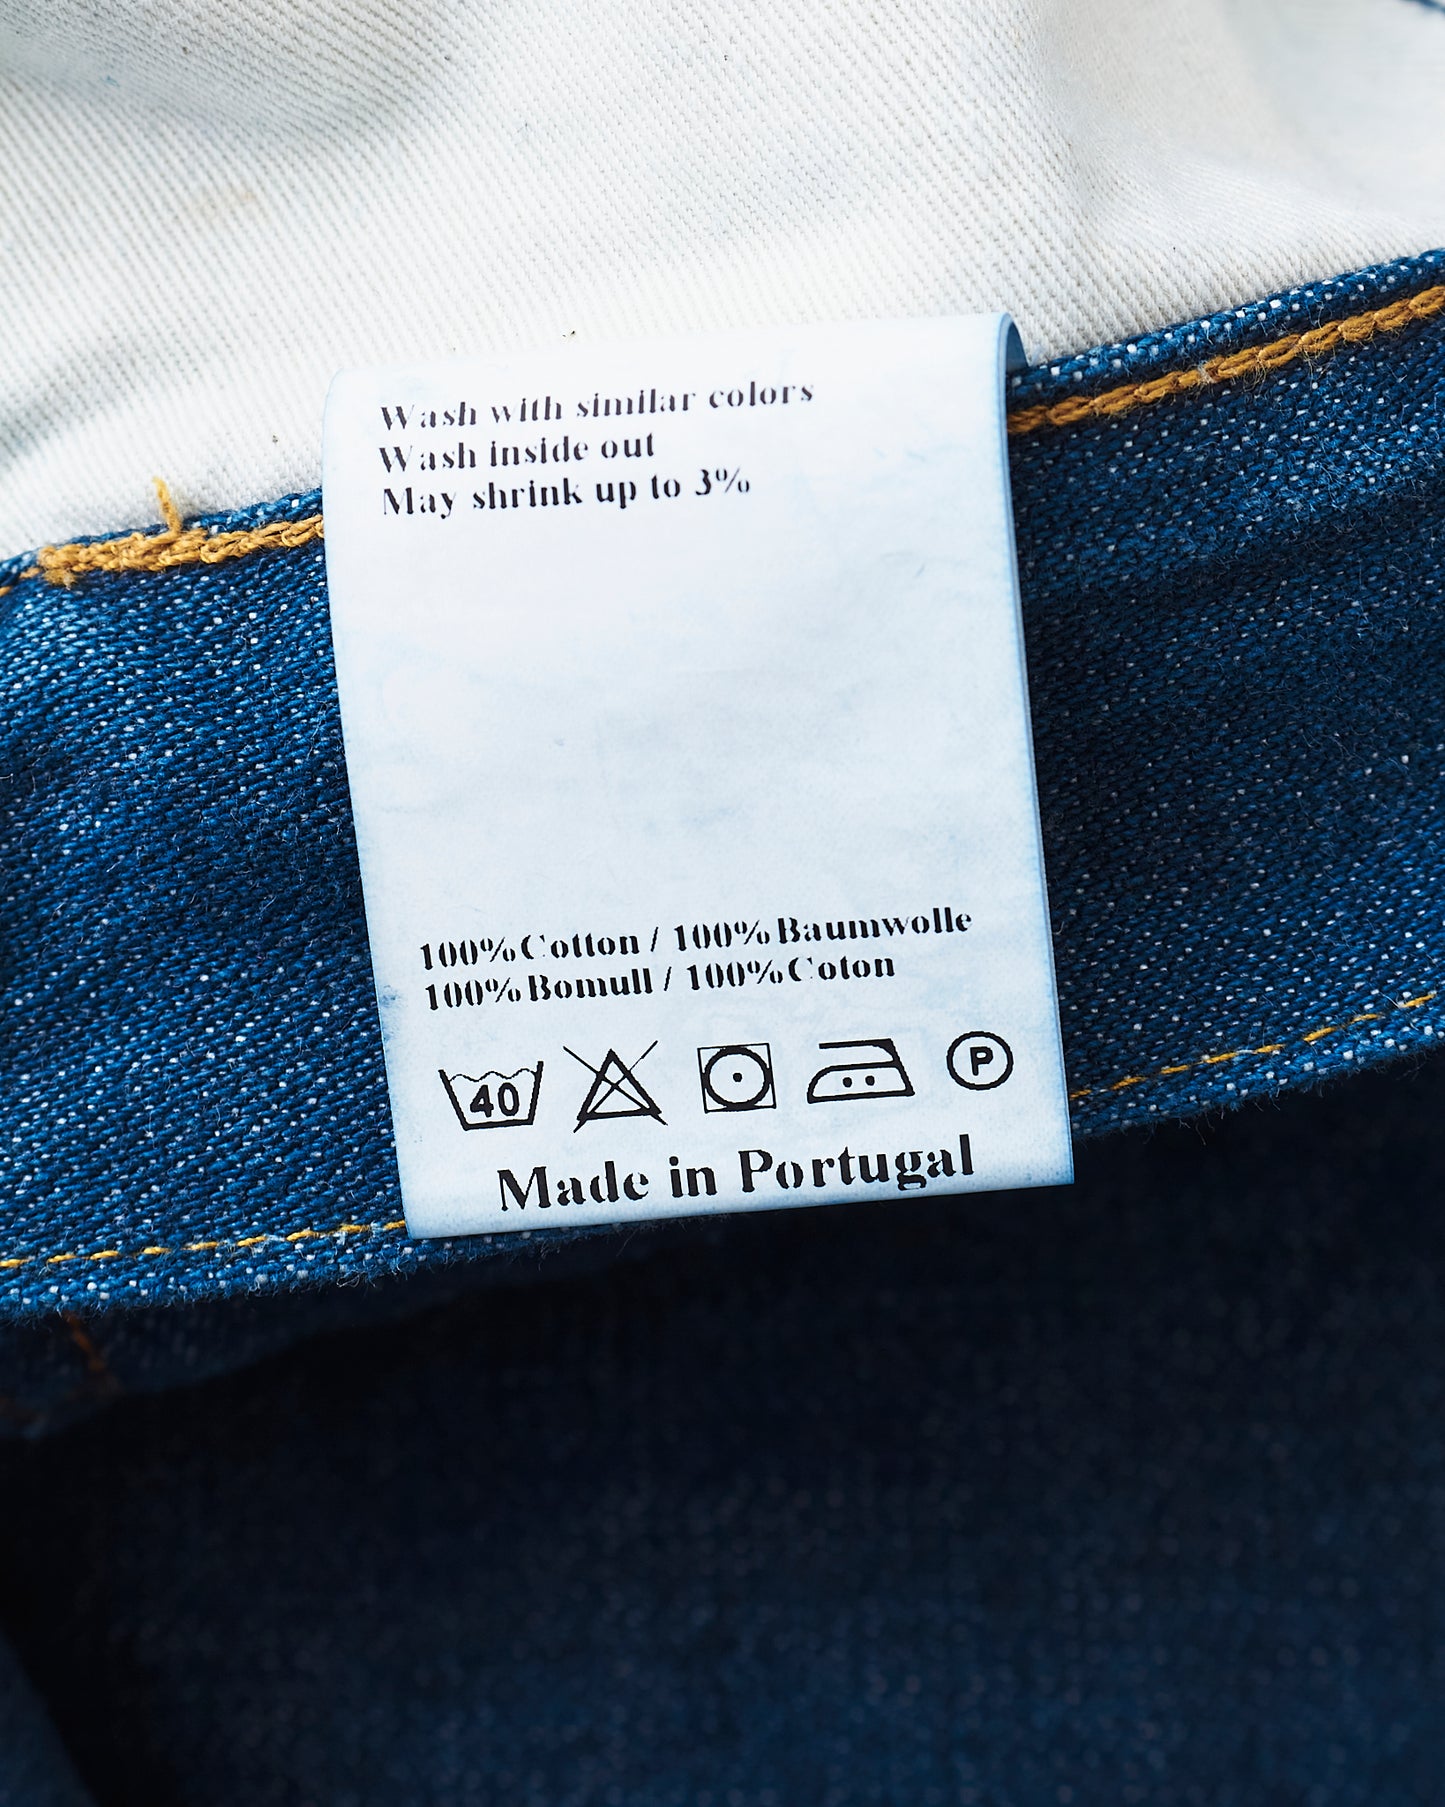 Wash with similar colors
Wash inside out
May shrink up to 3%
100% Cotton / 100% Baumwolle
100% Bomull / 100% Coton
40 P
Made in Portugal